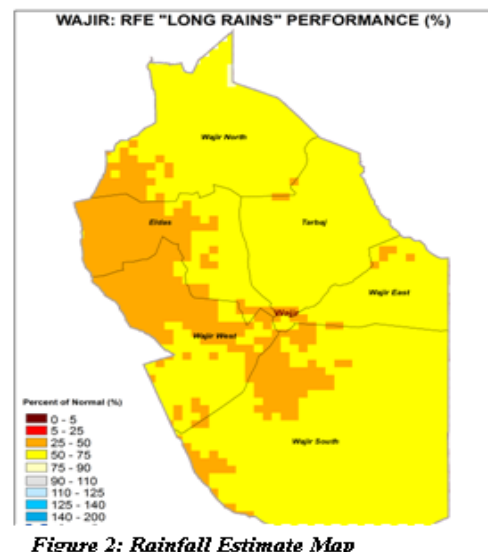 WAJIR: RFE "LONG RAINS" PERFORMANCE (%)
Wajir North
Eldas
Tarbaj
Wajir East
Wajir
Wajir West
Wajir South
Percent of Normal (%)
0 - 5
5 - 25
25 - 50
50 - 75
75 - 90
90 - 110
110 - 125
125 - 140
140 - 200
Figure 2: Rainfall Estimate Map